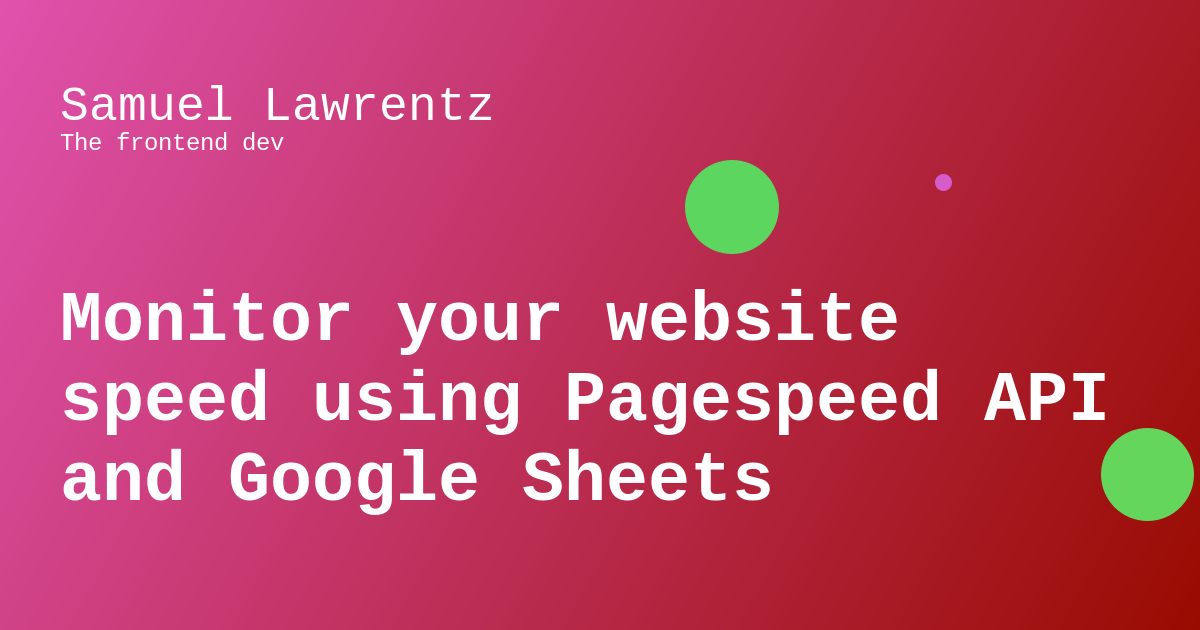 Samuel Lawrentz
The frontend dev
Monitor your website
speed using Pagespeed API
and Google Sheets